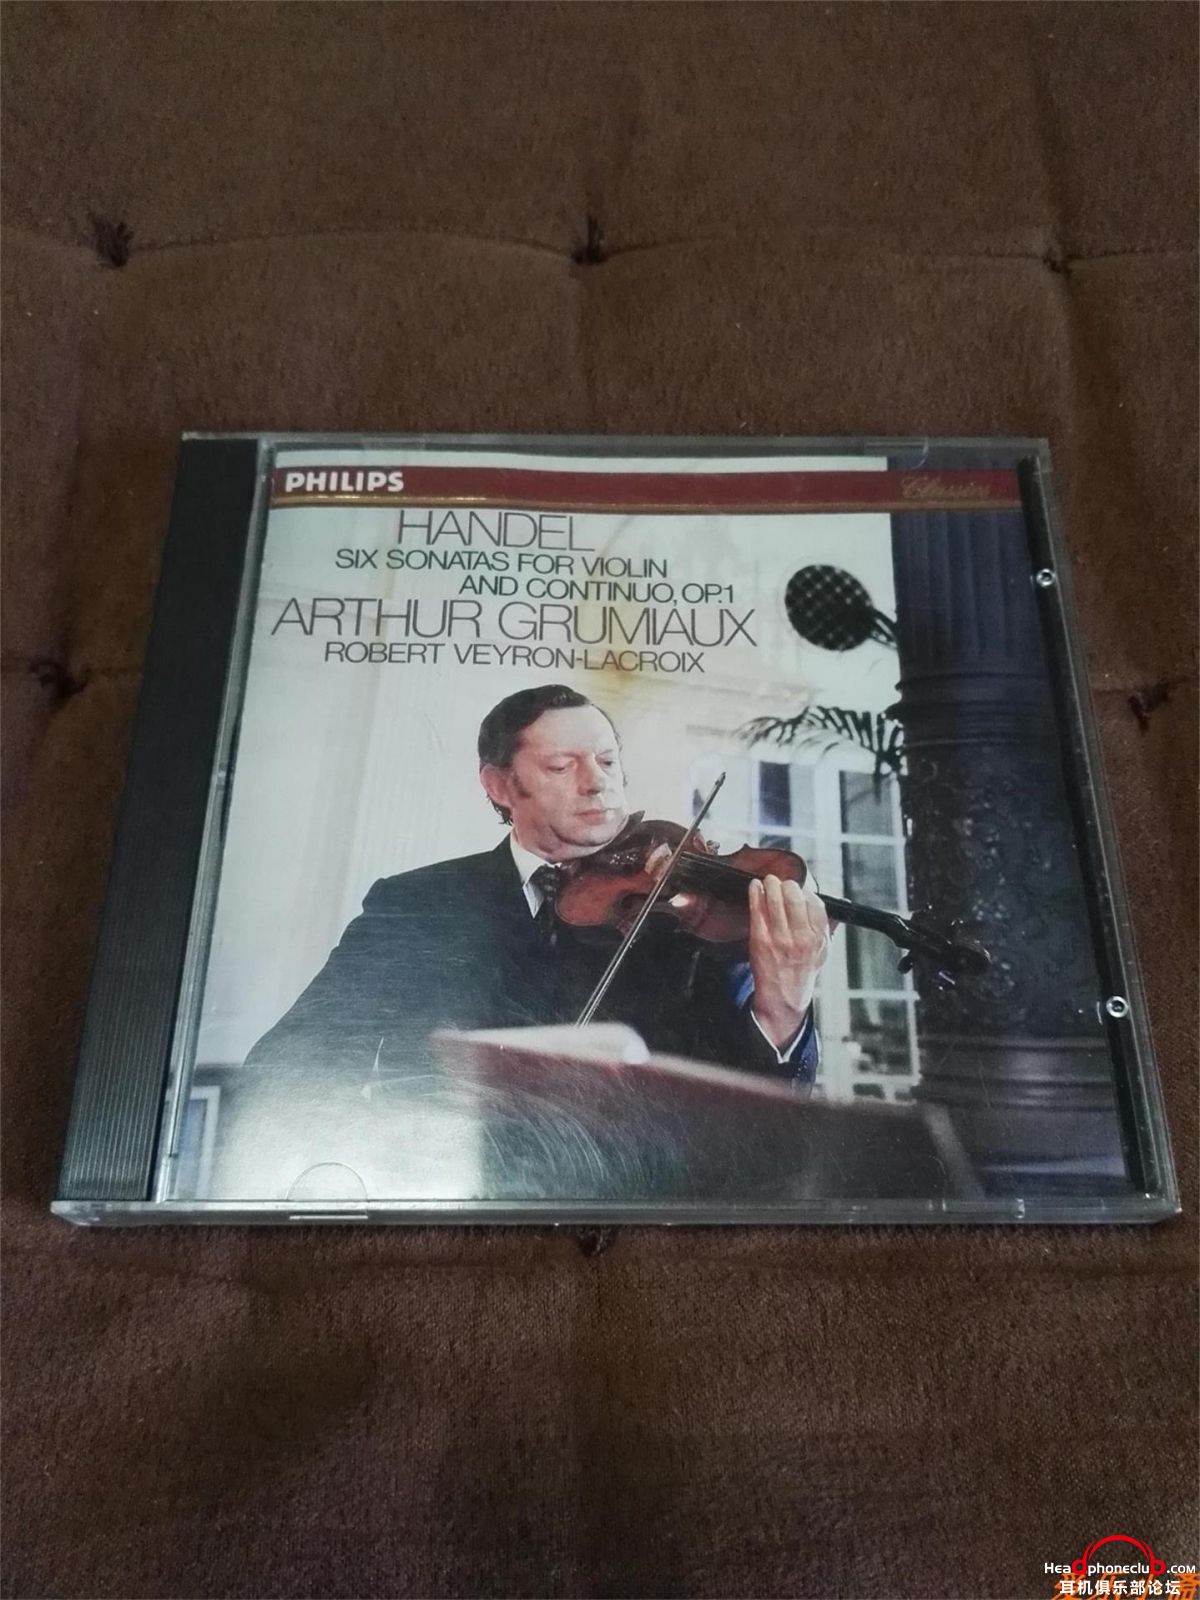 PHILIPS
Classics
HANDEL
SIX SONATAS FOR VIOLIN
AND CONTINUO, OP.1
ARTHUR GRUMIAUX
ROBERT VEYRON-LACROIX
Headphoneclub.COM
耳机俱乐部论坛